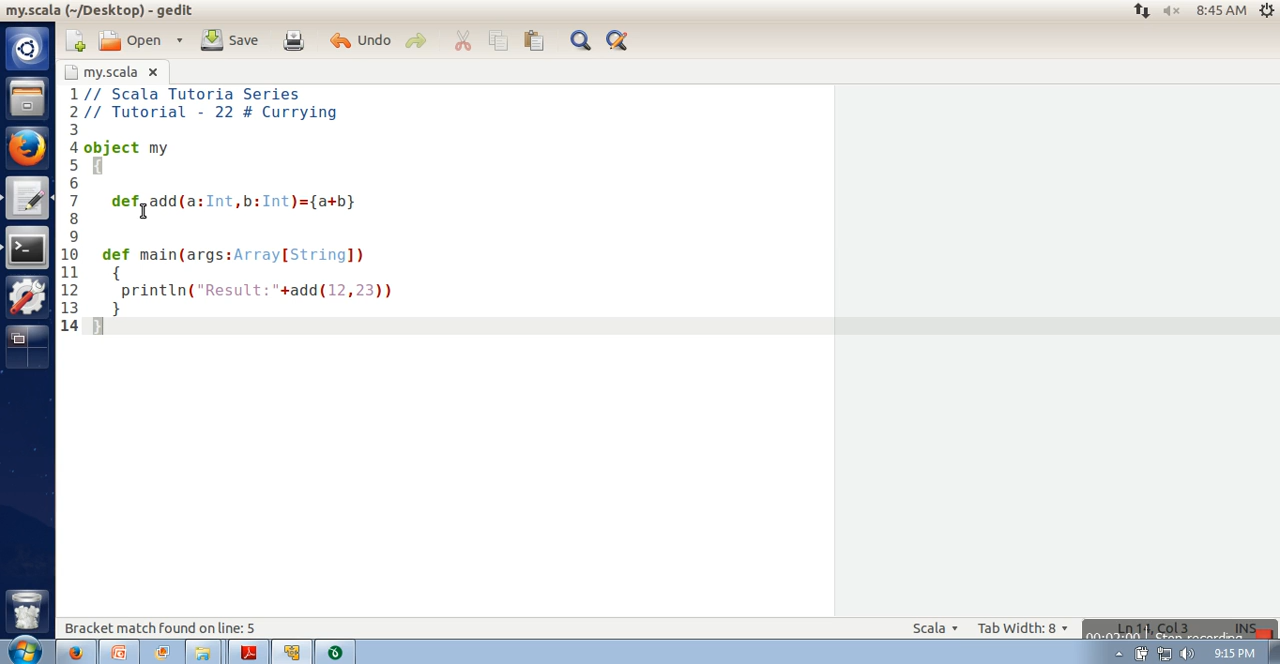 my.scala (~/Desktop) - gedit
8:45 AM
Open
Save
Undo
my.scala
1 // Scala Tutoria Series
2 // Tutorial - 22 # Currying
3
4 object my
5 {
6
7 def add(a:Int,b:Int)={a+b}
8
9
10 def main(args:Array[String])
11 {
12 println("Result:"+add(12,23))
13 }
14 }
Bracket match found on line: 5
Scala
Tab Width: 8
Ln 14, Col 3
INS
00:02:00 Stop recording
9:15 PM